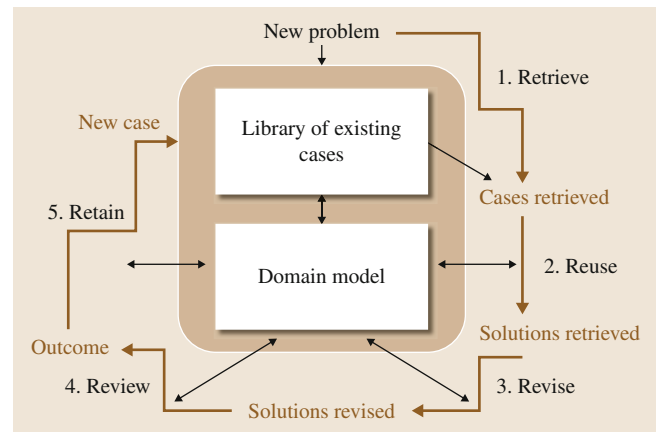 New problem
1. Retrieve
New case
Library of existing
cases
Cases retrieved
5. Retain
2. Reuse
Domain model
Solutions retrieved
Outcome
4. Review
3. Revise
Solutions revised